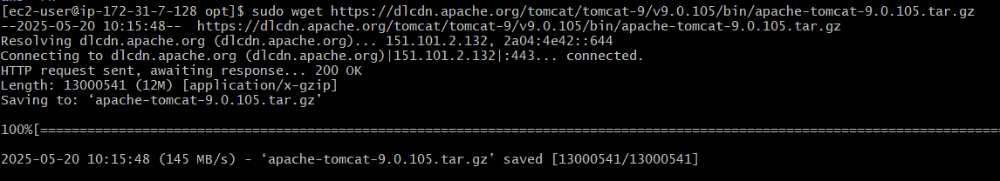 [ec2-user@ip-172-31-7-128 opt]$ sudo wget https://dlcdn.apache.org/tomcat/tomcat-9/v9.0.105/bin/apache-tomcat-9.0.105.tar.gz
--2025-05-20 10:15:48--  https://dlcdn.apache.org/tomcat/tomcat-9/v9.0.105/bin/apache-tomcat-9.0.105.tar.gz
Resolving dlcdn.apache.org (dlcdn.apache.org)... 151.101.2.132, 2a04:4e42::644
Connecting to dlcdn.apache.org (dlcdn.apache.org)|151.101.2.132|:443... connected.
HTTP request sent, awaiting response... 200 OK
Length: 13000541 (12M) [application/x-gzip]
Saving to: ‘apache-tomcat-9.0.105.tar.gz’
100%[==============================================================================================================================
2025-05-20 10:15:48 (145 MB/s) - ‘apache-tomcat-9.0.105.tar.gz’ saved [13000541/13000541]